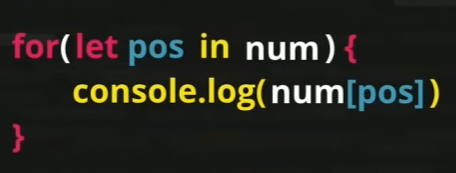 for(let pos in num) {
console.log(num[pos])
}